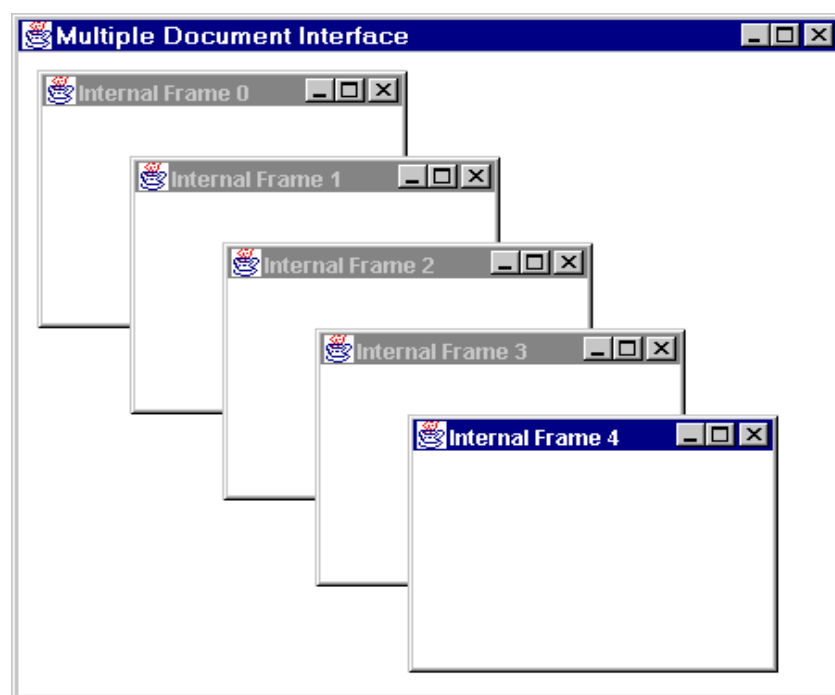 Multiple Document Interface
Internal Frame 0
Internal Frame 1
Internal Frame 2
Internal Frame 3
Internal Frame 4